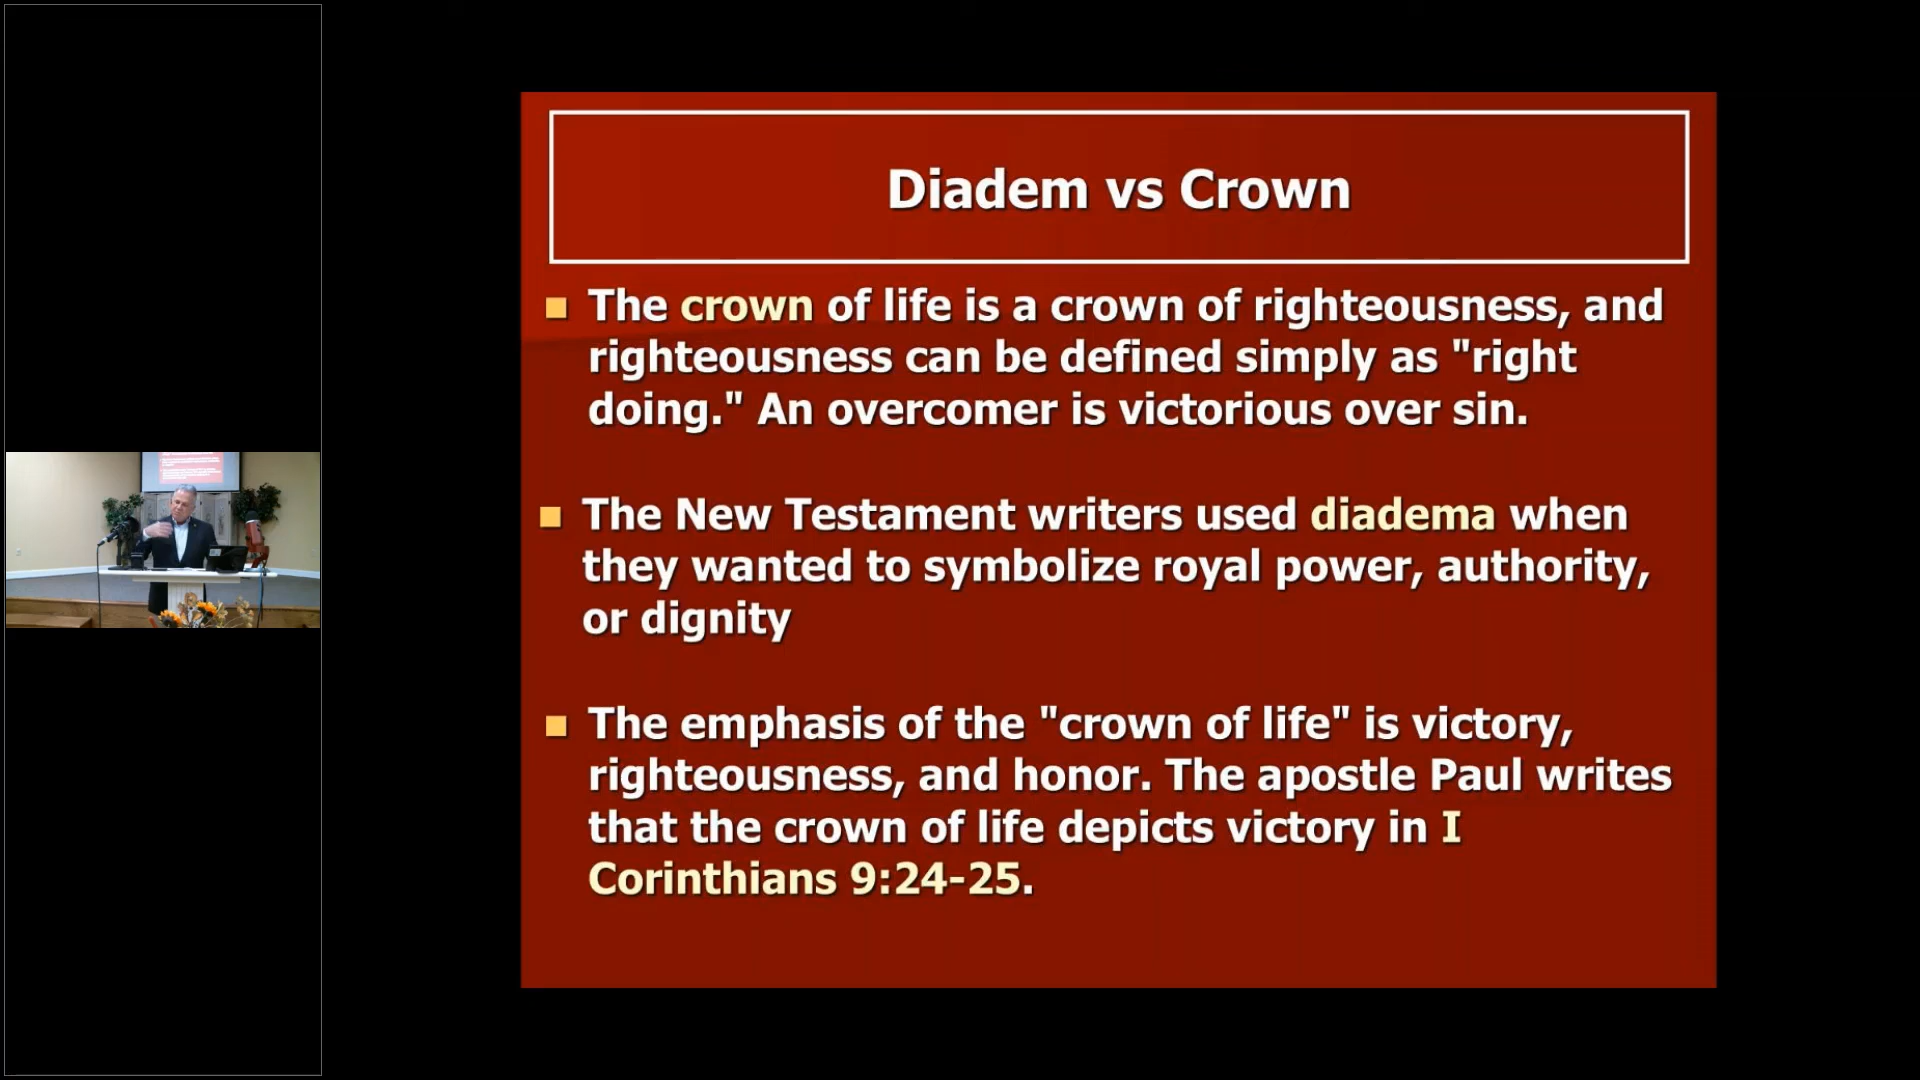 Diadem vs Crown
The crown of life is a crown of righteousness, and
righteousness can be defined simply as "right
doing." An overcomer is victorious over sin.
The New Testament writers used diadema when
they wanted to symbolize royal power, authority,
or dignity
The emphasis of the "crown of life" is victory,
righteousness, and honor. The apostle Paul writes
that the crown of life depicts victory in I
Corinthians 9:24-25.